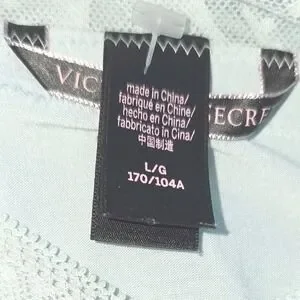 VIC
SECRE
made in China/
fabriqué en Chine/
hecho en China/
fabbricato in Cina/
中国制造
L/G
170/104A